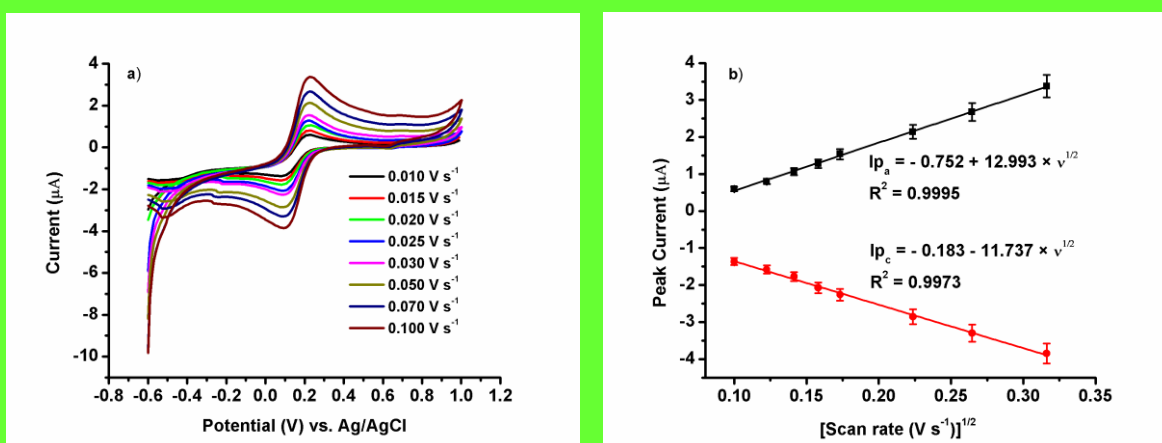 a)
4
2
0
-2
-4
-6
-8
-10
Current (µA)
0.010 V s⁻¹
0.015 V s⁻¹
0.020 V s⁻¹
0.025 V s⁻¹
0.030 V s⁻¹
0.050 V s⁻¹
0.070 V s⁻¹
0.100 V s⁻¹
-0.8 -0.6 -0.4 -0.2 0.0 0.2 0.4 0.6 0.8 1.0 1.2
Potential (V) vs. Ag/AgCl
b)
4
3
2
1
0
-1
-2
-3
-4
Peak Current (µA)
Ipₐ = - 0.752 + 12.993 × ν¹/²
R² = 0.9995
Ip_c = - 0.183 - 11.737 × ν¹/²
R² = 0.9973
0.10 0.15 0.20 0.25 0.30 0.35
[Scan rate (V s⁻¹)]¹/²